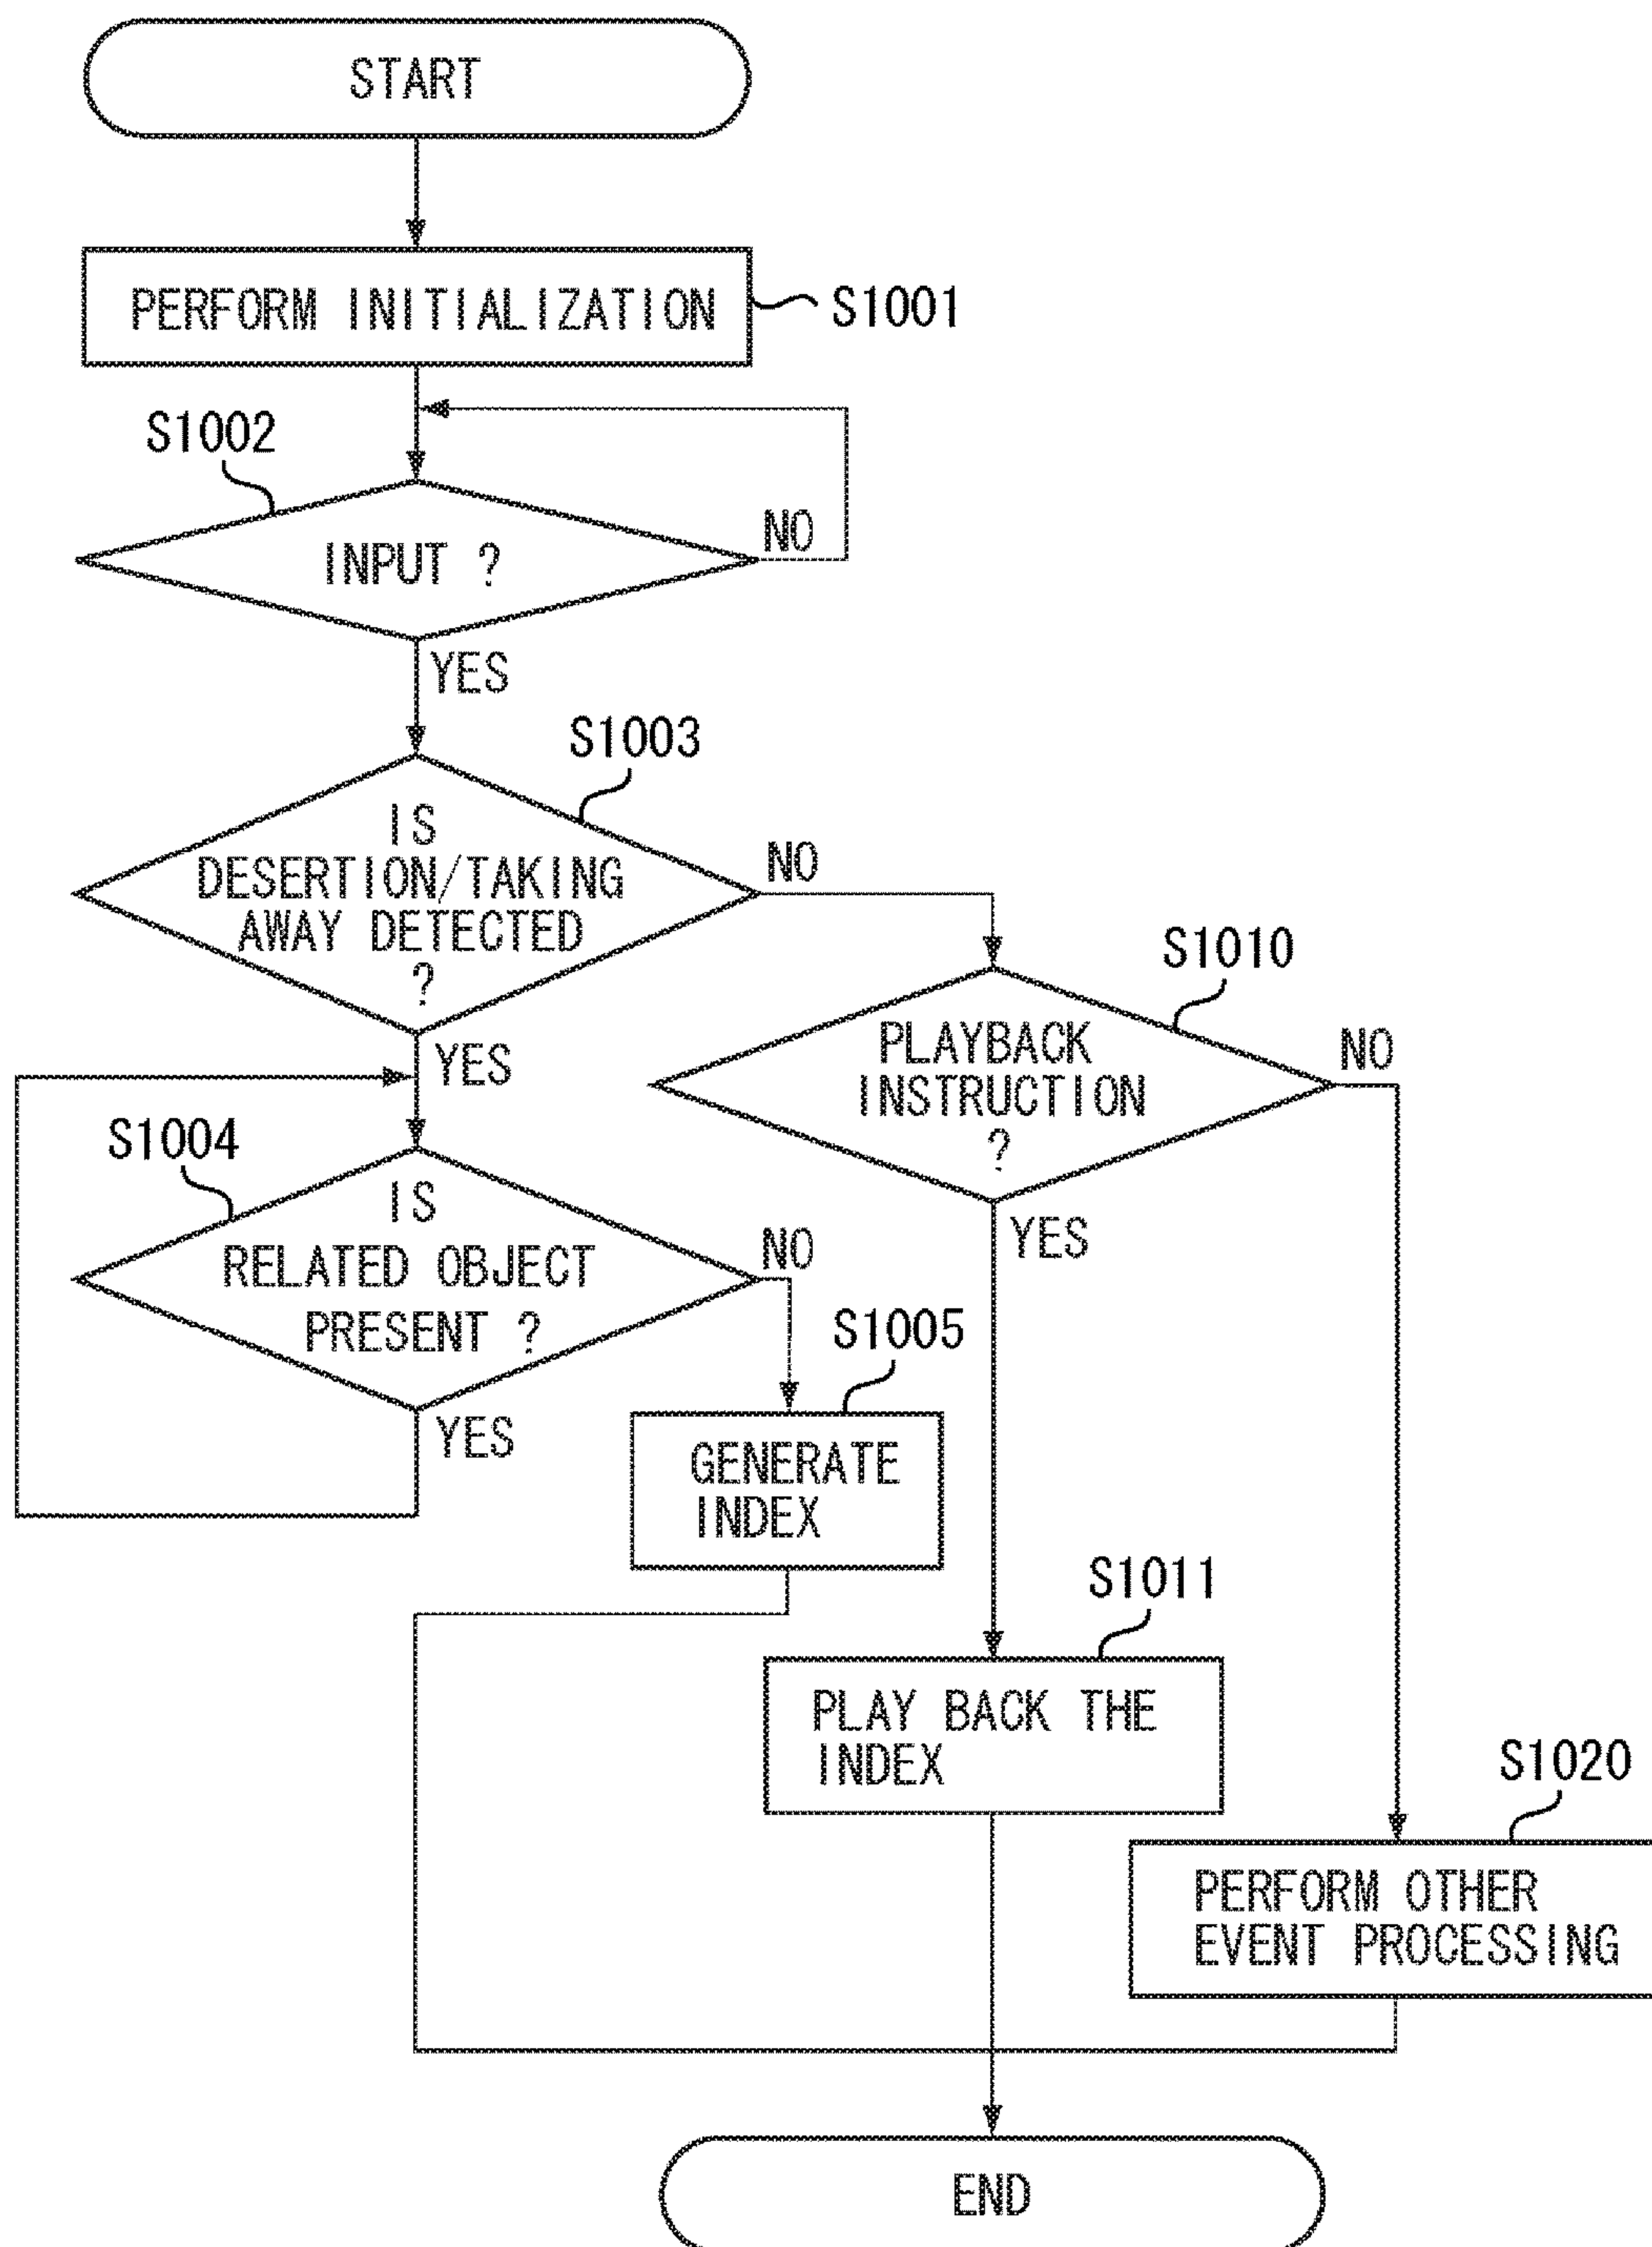 START
PERFORM INITIALIZATION
S1001
S1002
INPUT ?
NO
YES
S1003
IS
DESERTION/TAKING
AWAY DETECTED
?
NO
YES
S1010
PLAYBACK
INSTRUCTION
?
NO
YES
S1004
IS
RELATED OBJECT
PRESENT ?
NO
YES
S1005
GENERATE
INDEX
S1011
PLAY BACK THE
INDEX
S1020
PERFORM OTHER
EVENT PROCESSING
END